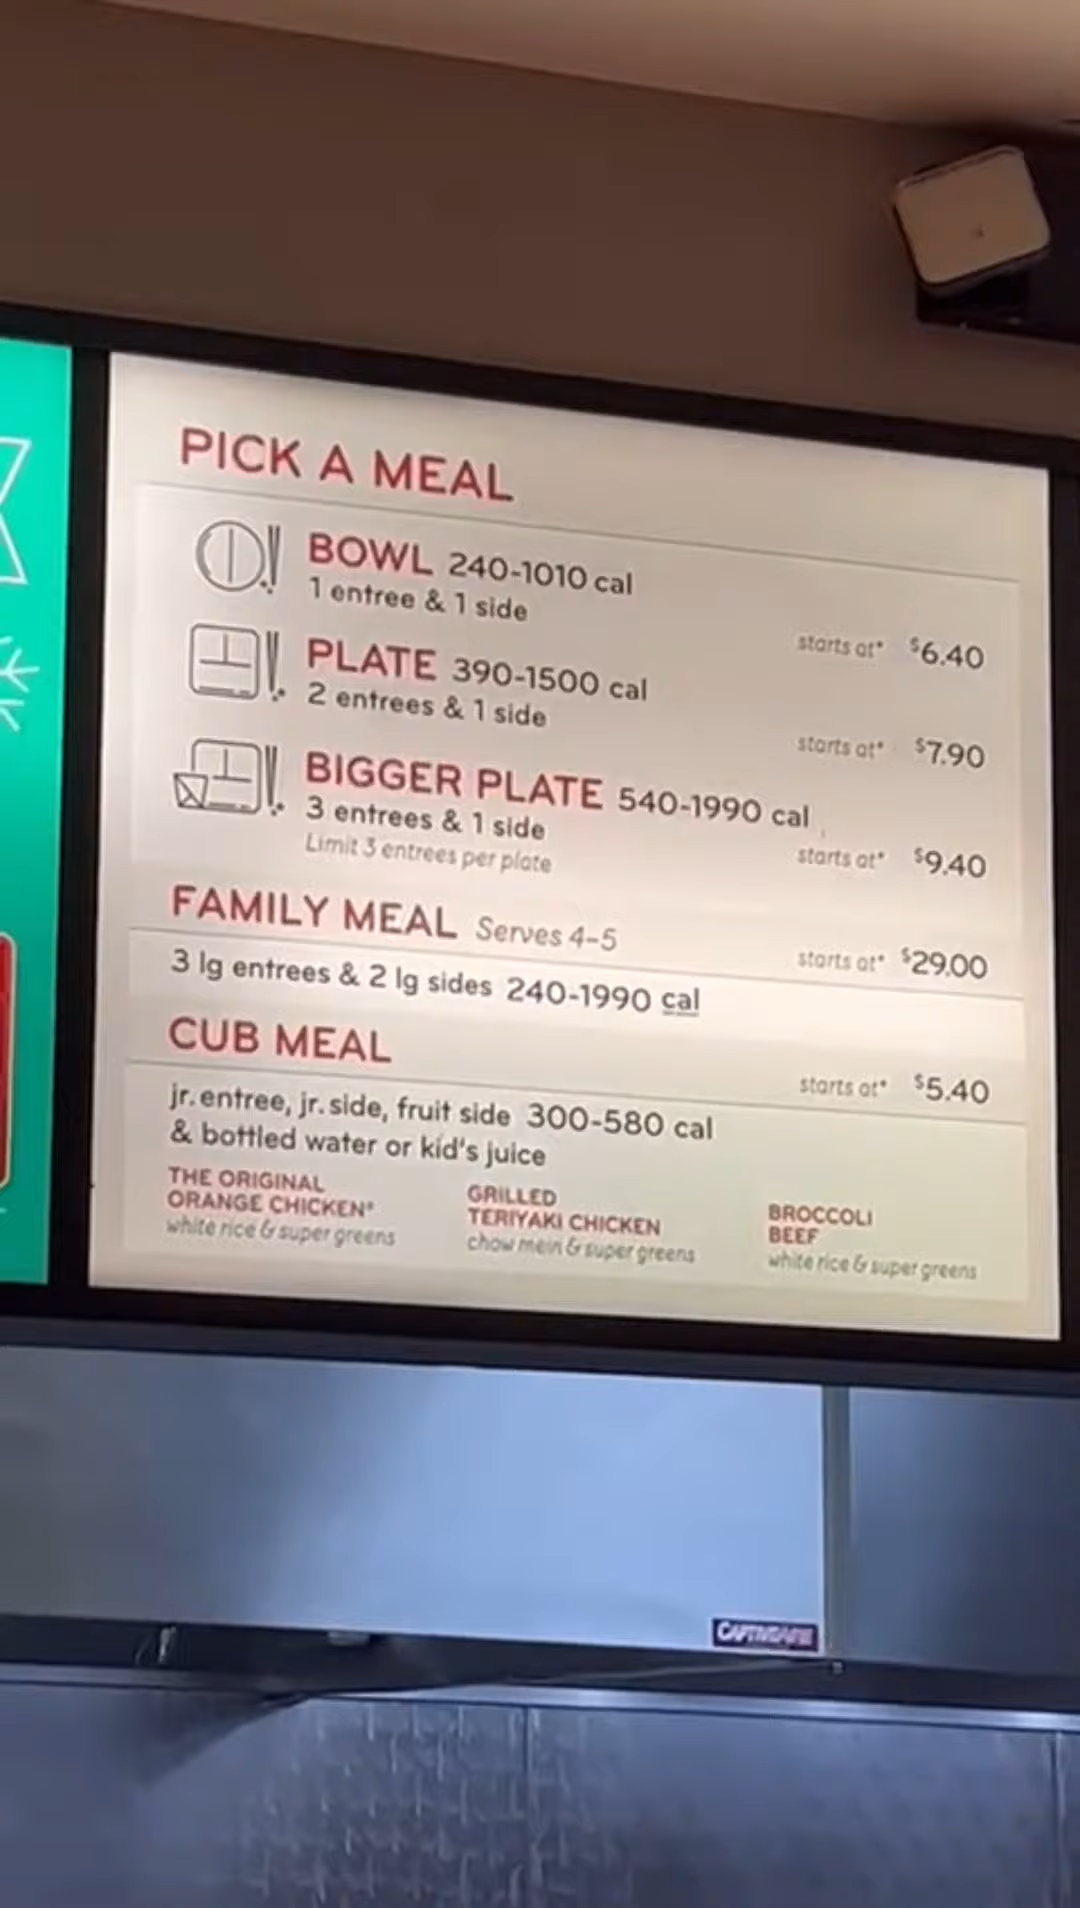 PICK A MEAL
BOWL 240-1010 cal
1 entree & 1 side
starts at* $6.40
PLATE 390-1500 cal
2 entrees & 1 side
starts at* $7.90
BIGGER PLATE 540-1990 cal
3 entrees & 1 side
starts at* $9.40
Limit 3 entrees per plate
FAMILY MEAL Serves 4-5
starts at* $29.00
3 lg entrees & 2 lg sides 240-1990 cal
CUB MEAL
starts at* $5.40
jr. entree, jr. side, fruit side 300-580 cal
& bottled water or kid's juice
THE ORIGINAL
ORANGE CHICKEN®
white rice & super greens
GRILLED
TERIYAKI CHICKEN
chow mein & super greens
BROCCOLI
BEEF
white rice & super greens
CAPTIVEAIRE